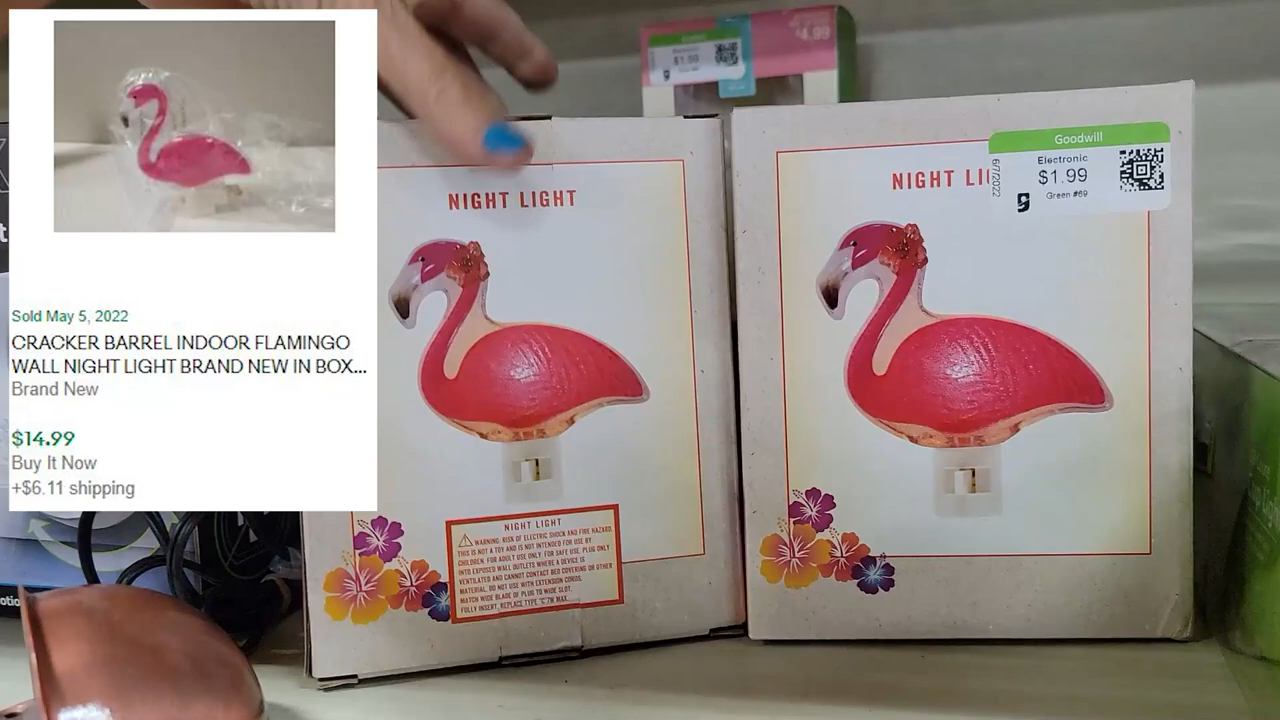 Sold May 5, 2022
CRACKER BARREL INDOOR FLAMINGO
WALL NIGHT LIGHT BRAND NEW IN BOX...
Brand New
$14.99
Buy It Now
+$6.11 shipping
$1.99
$4.99
NIGHT LIGHT
NIGHT LIGHT
⚠ WARNING: RISK OF ELECTRIC SHOCK AND FIRE HAZARD.
THIS IS NOT A TOY AND IS NOT INTENDED FOR USE BY
CHILDREN. FOR ADULT USE ONLY. FOR SAFE USE, PLUG ONLY
INTO EXPOSED WALL OUTLETS WHERE A DEVICE IS
VENTILATED AND CANNOT CONTACT BED COVERING OR OTHER
MATERIAL. DO NOT USE WITH EXTENSION CORDS.
MATCH WIDE BLADE OF PLUG TO WIDE SLOT.
FULLY INSERT. REPLACE TYPE "C"7W MAX.
NIGHT LI
Goodwill
Electronic
$1.99
Green #69
6/7/2022